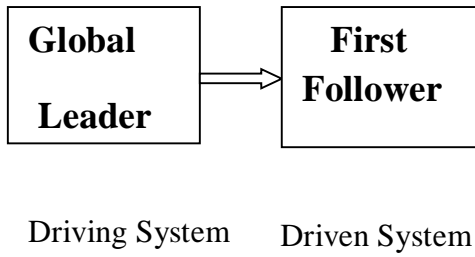 Global
Leader
First
Follower
Driving System
Driven System